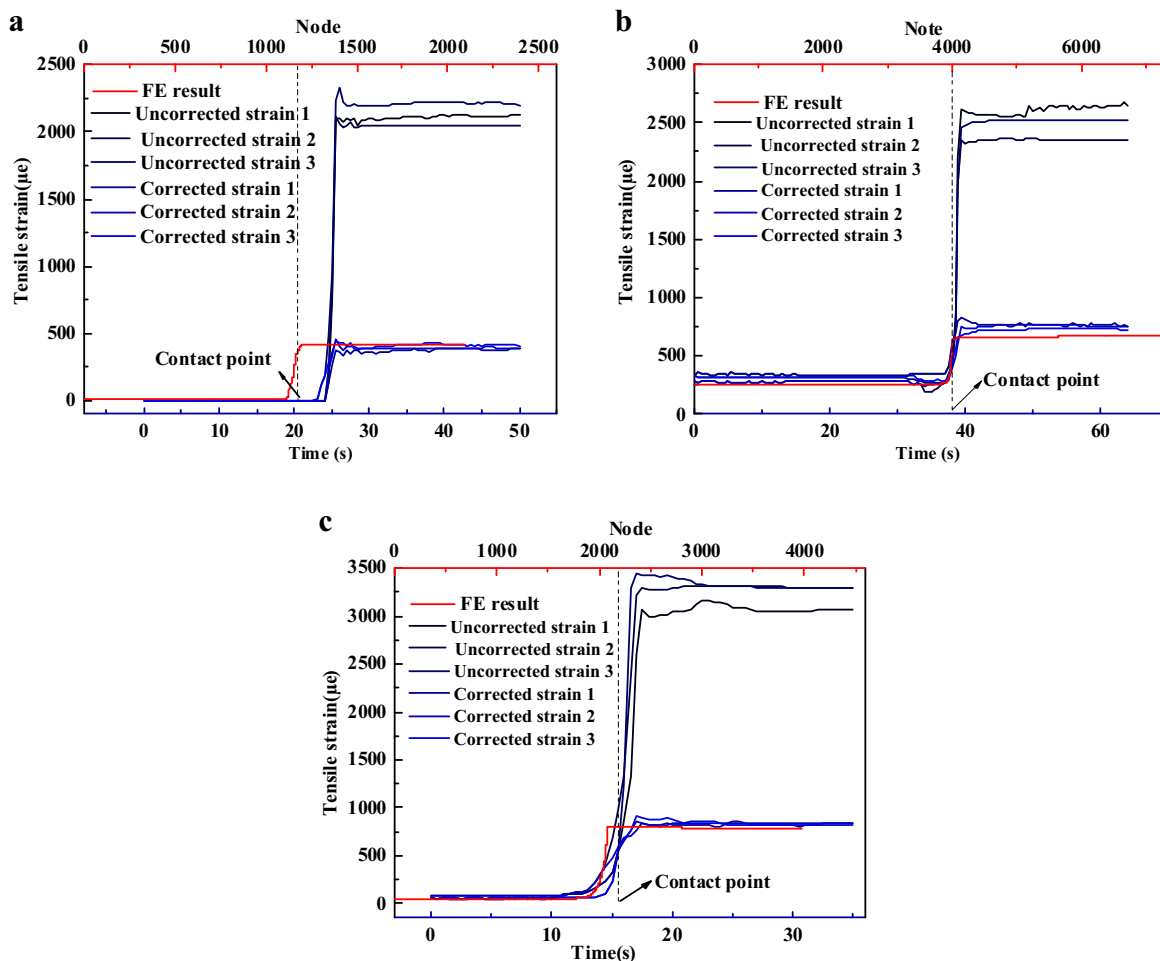 a
Node
0 500 1000 1500 2000 2500
2500
2000
1500
1000
500
0
Tensile strain(με)
FE result
Uncorrected strain 1
Uncorrected strain 2
Uncorrected strain 3
Corrected strain 1
Corrected strain 2
Corrected strain 3
Contact point
0 10 20 30 40 50
Time (s)
b
Note
0 2000 4000 6000
3000
2500
2000
1500
1000
500
0
Tensile strain(με)
FE result
Uncorrected strain 1
Uncorrected strain 2
Uncorrected strain 3
Corrected strain 1
Corrected strain 2
Corrected strain 3
Contact point
0 20 40 60
Time (s)
c
Node
0 1000 2000 3000 4000
3500
3000
2500
2000
1500
1000
500
0
Tensile strain(με)
FE result
Uncorrected strain 1
Uncorrected strain 2
Uncorrected strain 3
Corrected strain 1
Corrected strain 2
Corrected strain 3
Contact point
0 10 20 30
Time(s)